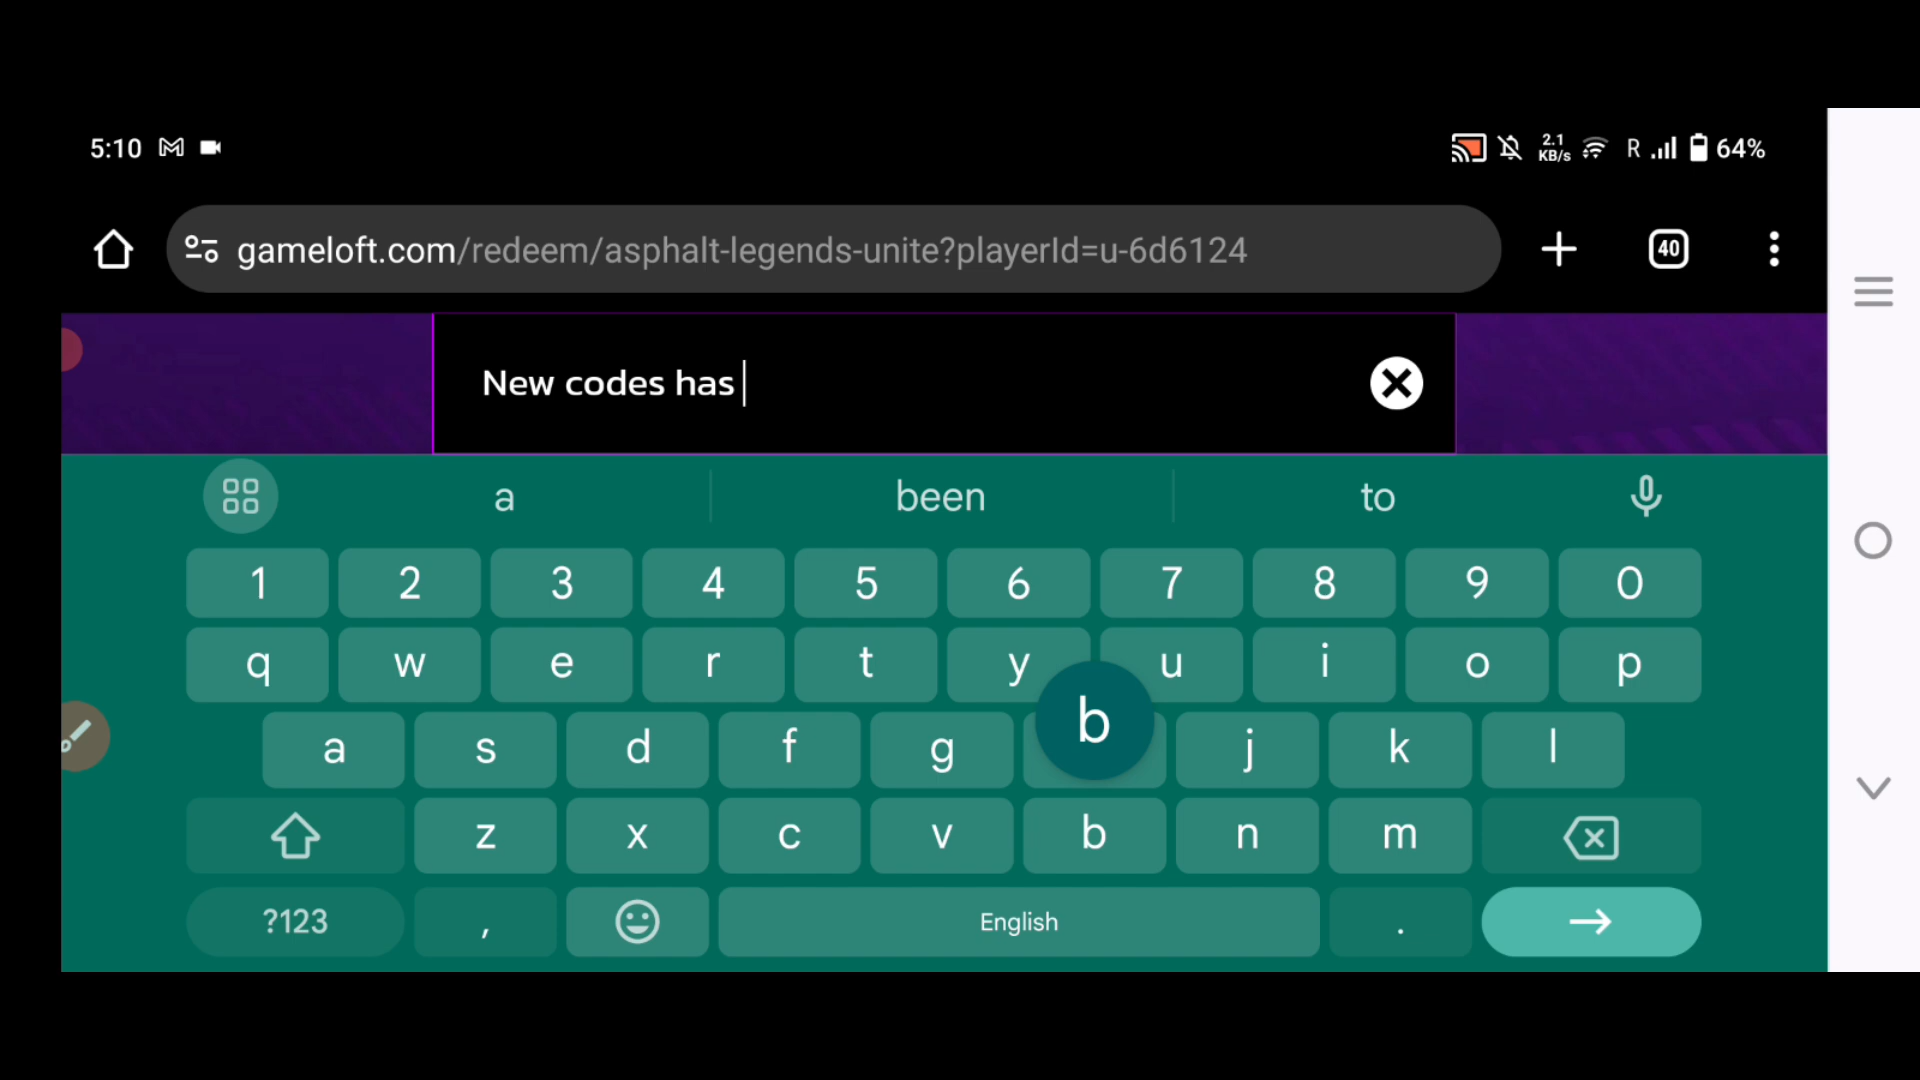 5:10
2.1
KB/s
R
64%
gameloft.com/redeem/asphalt-legends-unite?playerId=u-6d6124
40
New codes has
a been to
1 2 3 4 5 6 7 8 9 0
q w e r t y u i o p
b
a s d f g j k l
z x c v b n m
?123 , English .